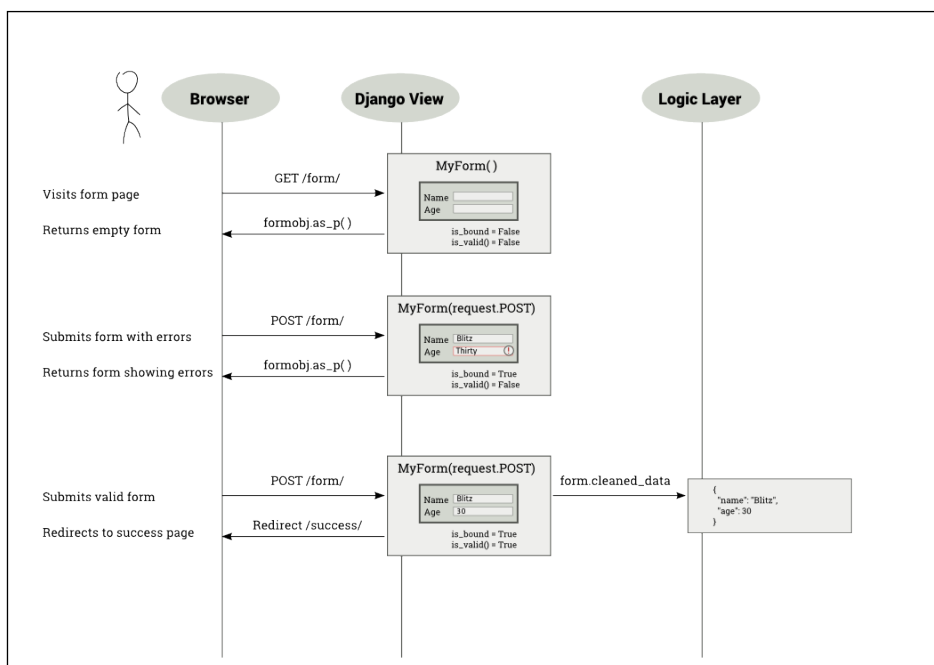 Browser
Django View
Logic Layer
MyForm( )
GET /form/
Visits form page
Name
Age
Returns empty form
formobj.as_p( )
is_bound = False
is_valid() = False
MyForm(request.POST)
POST /form/
Submits form with errors
Name Blitz
Age Thirty !
Returns form showing errors
formobj.as_p( )
is_bound = True
is_valid() = False
MyForm(request.POST)
POST /form/
form.cleaned_data
Submits valid form
Name Blitz
Age 30
{
"name": "Blitz",
"age": 30
}
Redirects to success page
Redirect /success/
is_bound = True
is_valid() = True